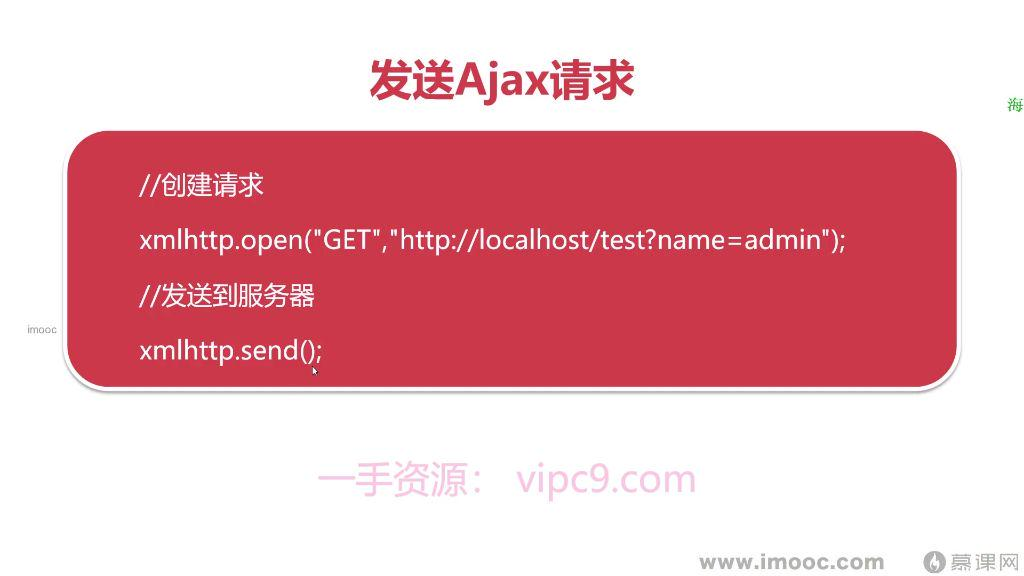 发送Ajax请求
海
//创建请求
xmlhttp.open("GET","http://localhost/test?name=admin");
//发送到服务器
imooc
xmlhttp.send();
一手资源： vipc9.com
www.imooc.com 慕课网